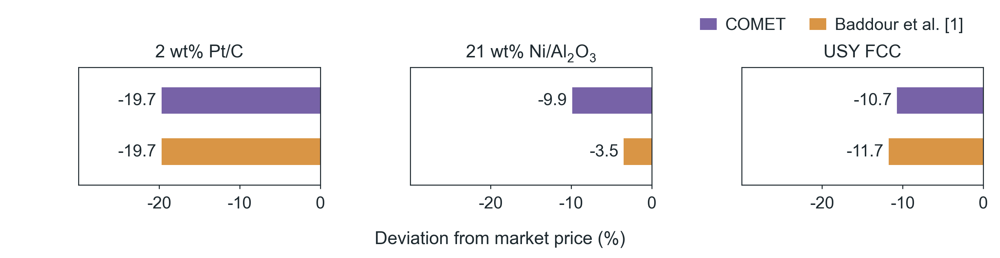 COMET Baddour et al. [1]
2 wt% Pt/C 21 wt% Ni/Al₂O₃ USY FCC
-19.7 -9.9 -10.7
-19.7 -3.5 -11.7
-20 -10 0 -20 -10 0 -20 -10 0
Deviation from market price (%)